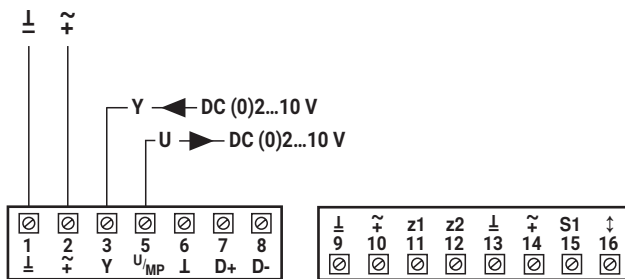 ⊥ ~
– +
Y DC (0)2...10 V
U DC (0)2...10 V
1 2 3 5 6 7 8
⊥ ~+ Y U/MP ⊥ D+ D-
⊥ ~+ z1 z2 ⊥ ~+ S1 ↕
9 10 11 12 13 14 15 16